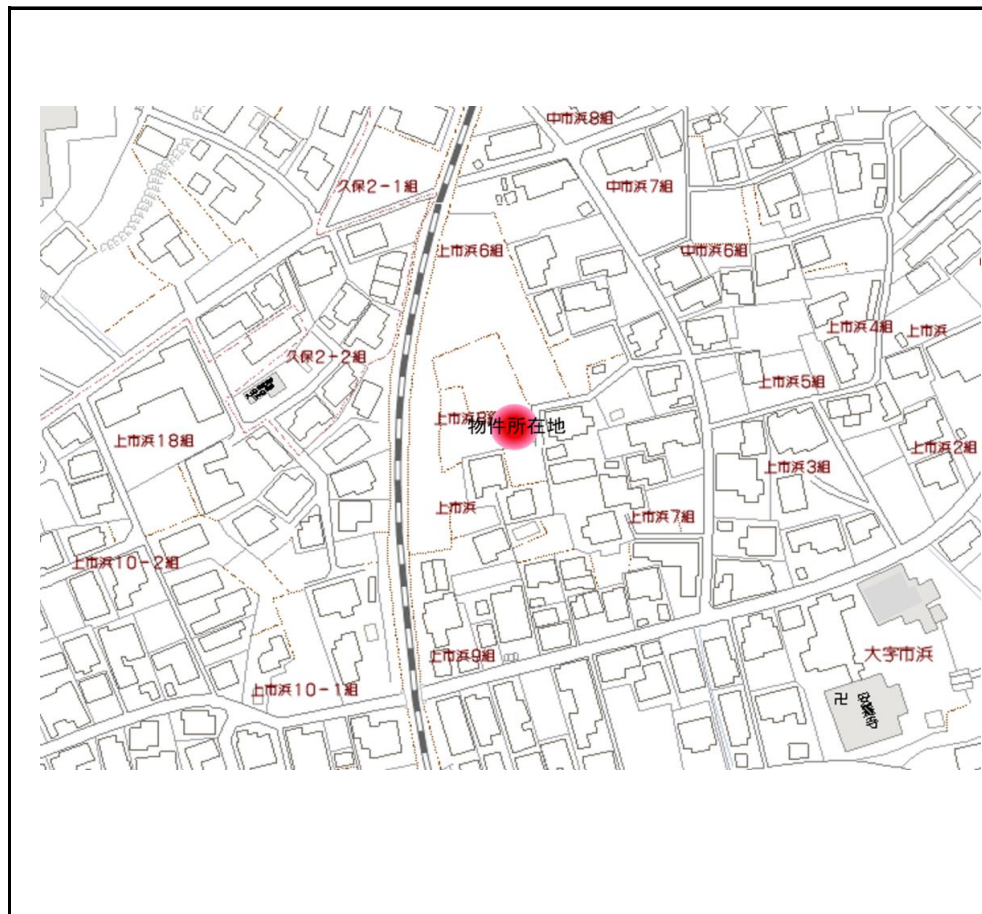 中市浜8組
久保2-1組
中市浜7組
上市浜6組
中市浜6組
上市浜4組
上市浜
久保2-2組
上市浜5組
物件所在地
上市浜18組
上市浜3組
上市浜2組
上市浜
上市浜7組
上市浜10-2組
上市浜9組
大字市浜
上市浜10-1組
卍